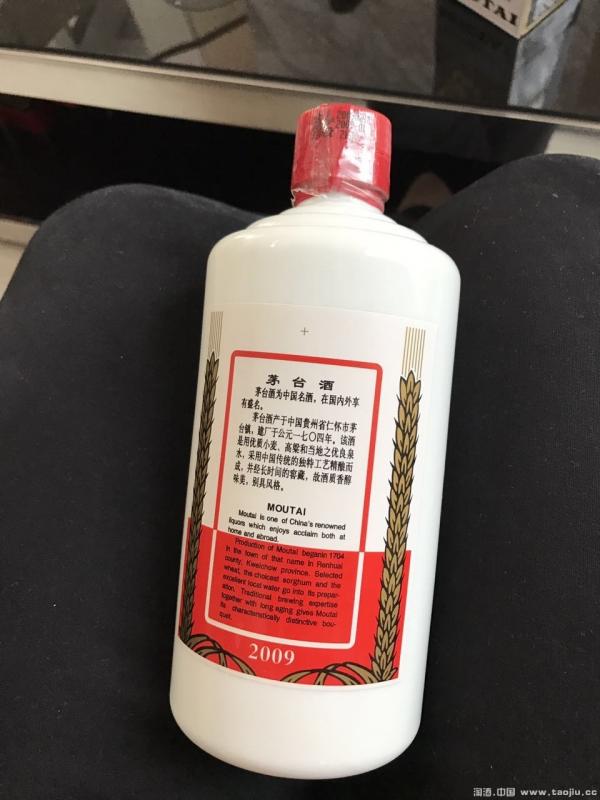 OUTAI
茅台酒
茅台酒为中国名酒，在国内外享
有盛名。
茅台酒产于中国贵州省仁怀市茅
台镇，建厂于公元一七〇四年，该酒
是用优质小麦、高粱和当地之优良泉
水，采用中国传统的独特工艺精酿而
成，并经长时间的窖藏，故酒质香醇
味美，别具风格。
MOUTAI
Moutai is one of China's renowned
liquors which enjoys acclaim both at
home and abroad.
Production of Moutai beganin 1704
in the town of that name in Renhuai
county, Kweichow province. Selected
wheat, the choicest sorghum and the
excellent local water go into its prepar-
ation. Traditional brewing expertise
together with long aging gives Moutai
its characteristically distinctive bou-
quet.
2009
淘酒.中国 www.taojiu.cc